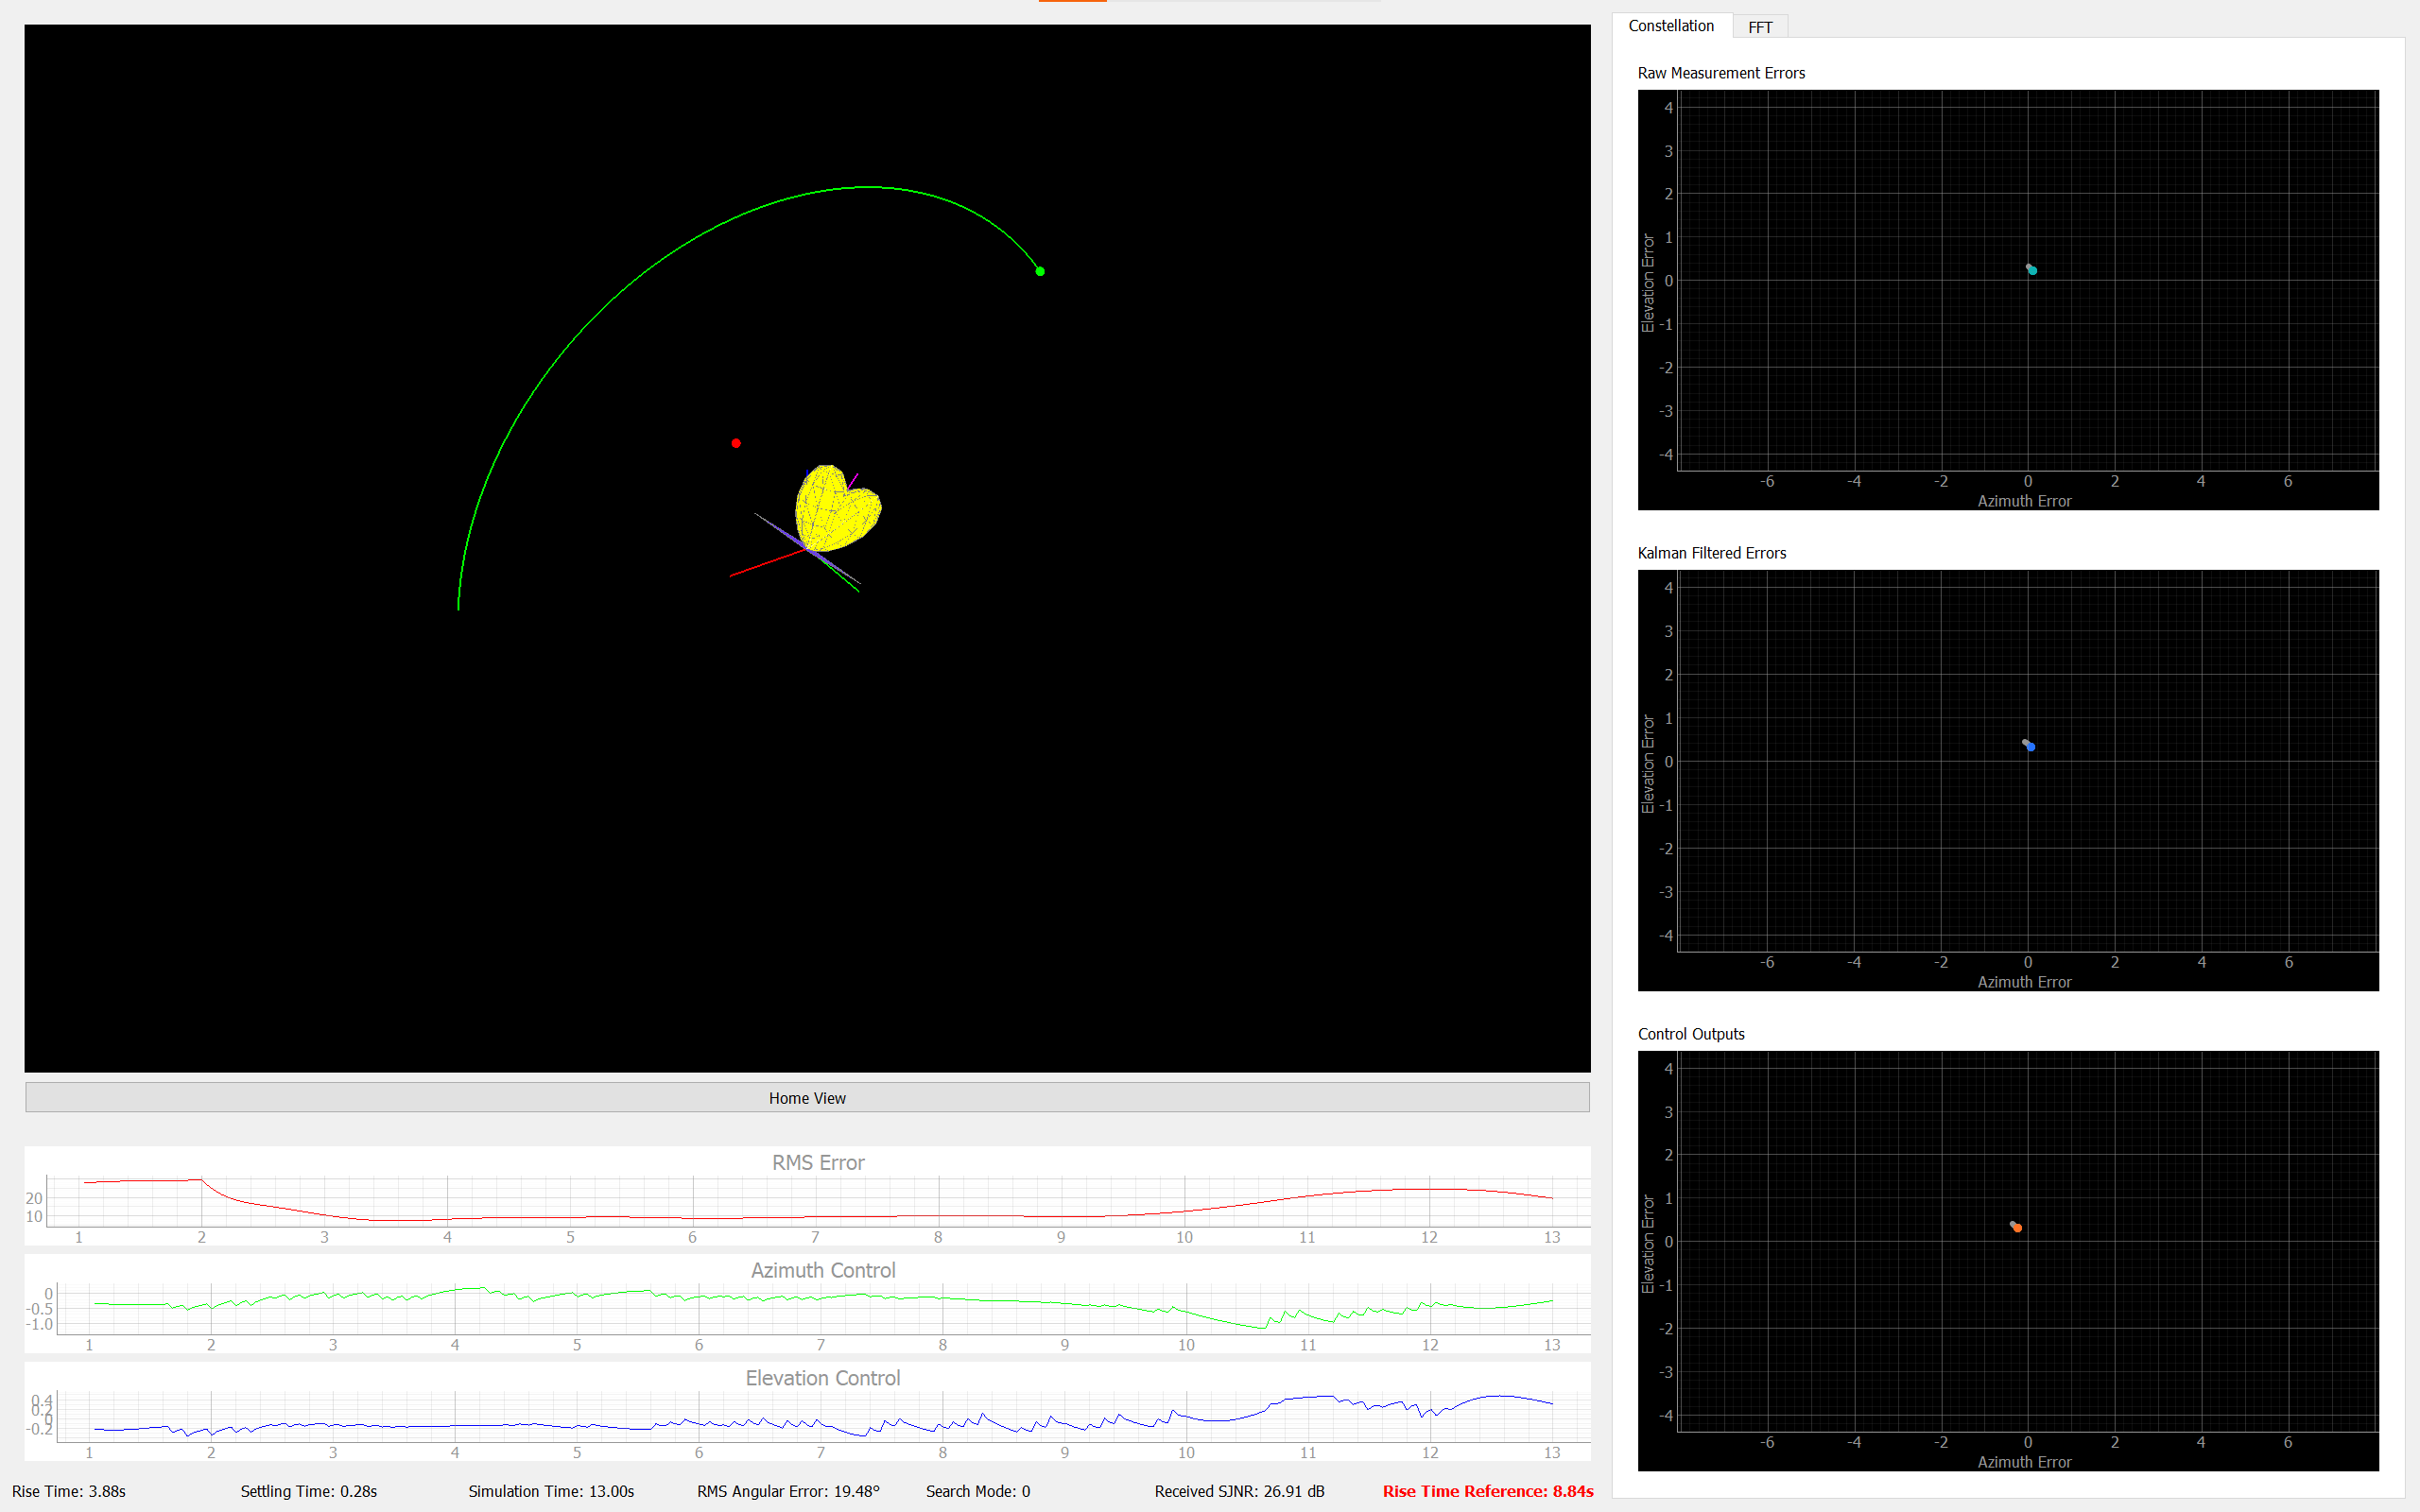 Constellation FFT
Raw Measurement Errors
4
3
2
1
0
-1
-2
-3
-4
Elevation Error
-6 -4 -2 0 2 4 6
Azimuth Error
Kalman Filtered Errors
4
3
2
1
0
-1
-2
-3
-4
Elevation Error
-6 -4 -2 0 2 4 6
Azimuth Error
Control Outputs
4
3
2
1
0
-1
-2
-3
-4
Elevation Error
-6 -4 -2 0 2 4 6
Azimuth Error
Home View
RMS Error
20
10
1 2 3 4 5 6 7 8 9 10 11 12 13
Azimuth Control
0
-0.5
-1.0
1 2 3 4 5 6 7 8 9 10 11 12 13
Elevation Control
0.4
0.2
0
-0.2
1 2 3 4 5 6 7 8 9 10 11 12 13
Rise Time: 3.88s Settling Time: 0.28s Simulation Time: 13.00s RMS Angular Error: 19.48° Search Mode: 0 Received SJNR: 26.91 dB Rise Time Reference: 8.84s